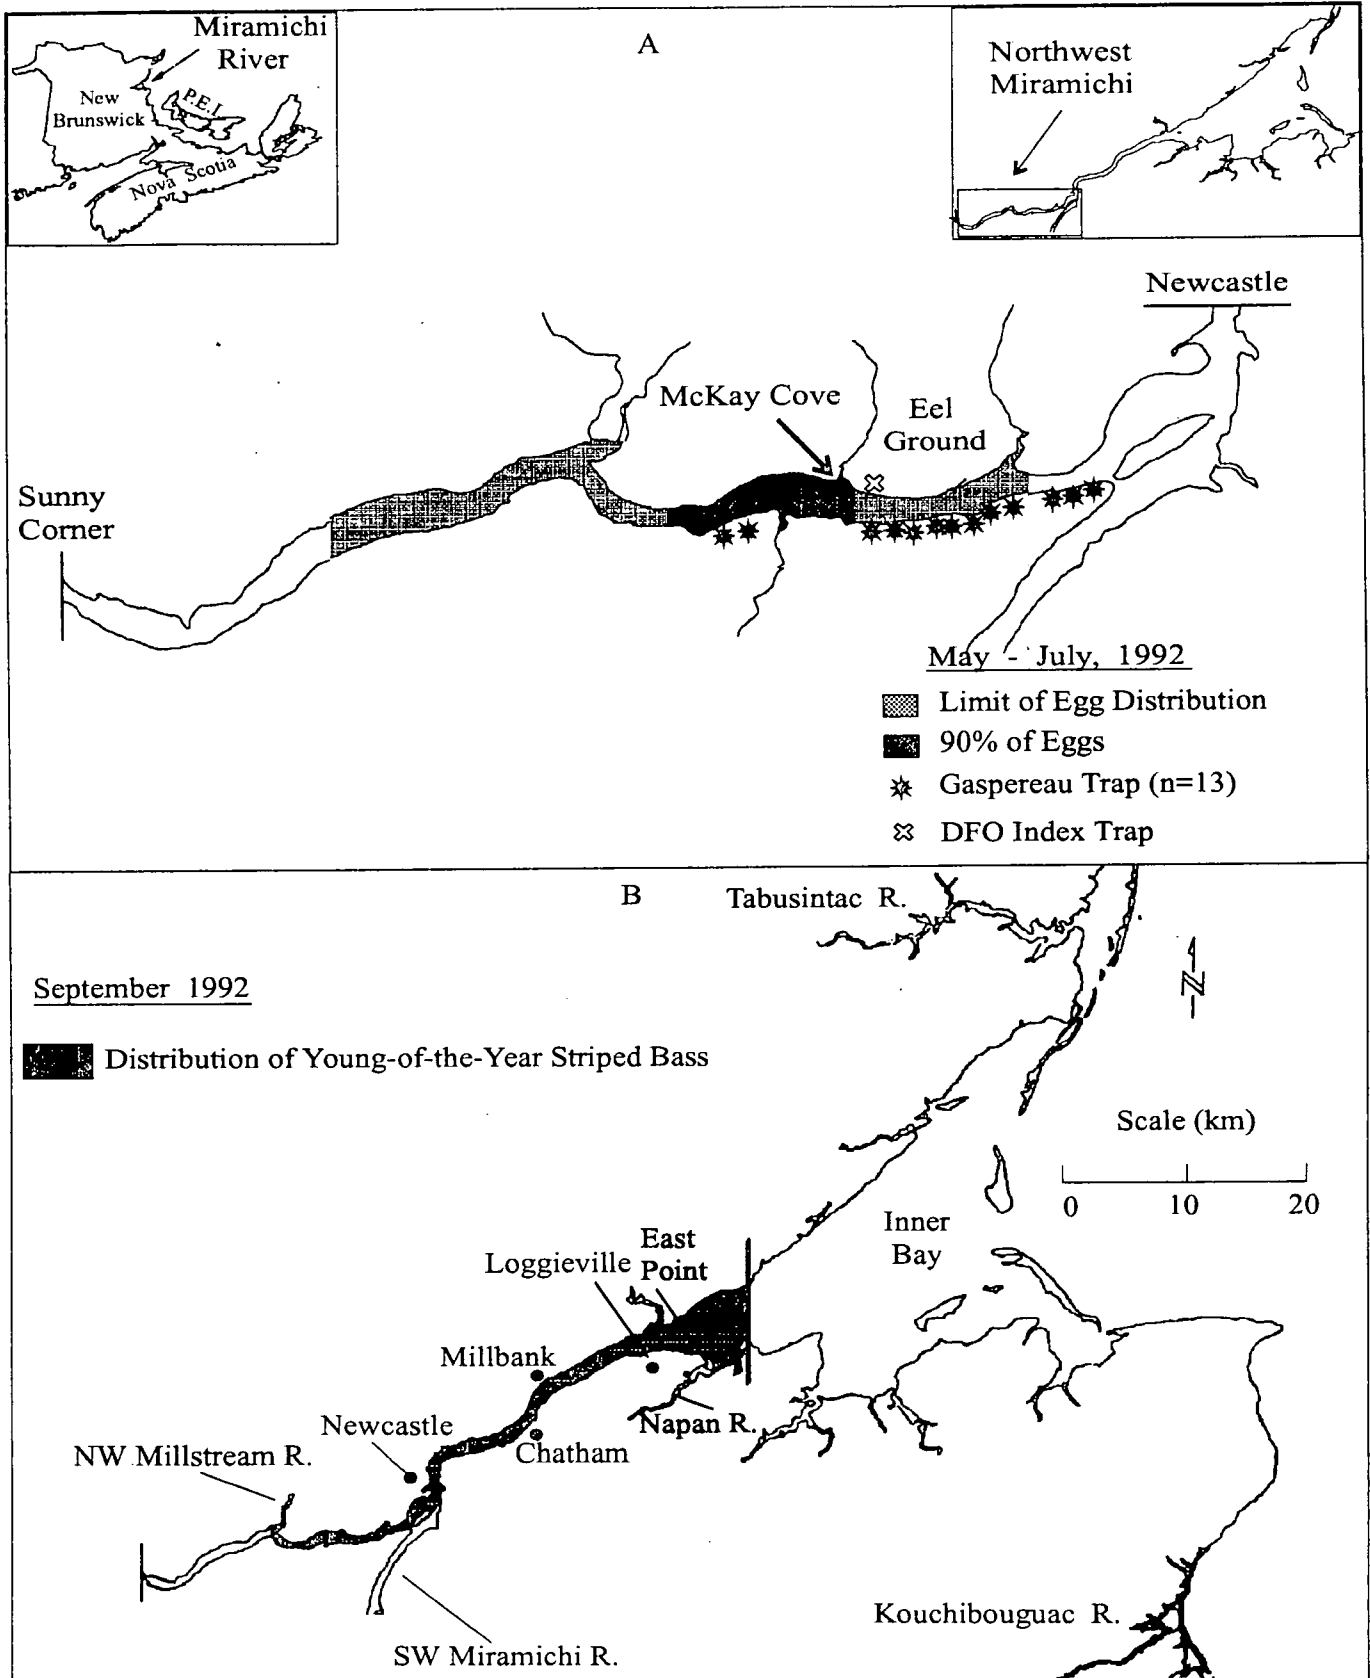 Miramichi
River
New
Brunswick
P.E.I.
Nova Scotia
A
Northwest
Miramichi
Newcastle
McKay Cove
Eel
Ground
Sunny
Corner
May - July, 1992
Limit of Egg Distribution
90% of Eggs
Gaspereau Trap (n=13)
DFO Index Trap
B
Tabusintac R.
September 1992
N
Distribution of Young-of-the-Year Striped Bass
Scale (km)
0 10 20
Inner
Bay
East
Point
Loggieville
Millbank
Napan R.
Newcastle
Chatham
NW Millstream R.
Kouchibouguac R.
SW Miramichi R.